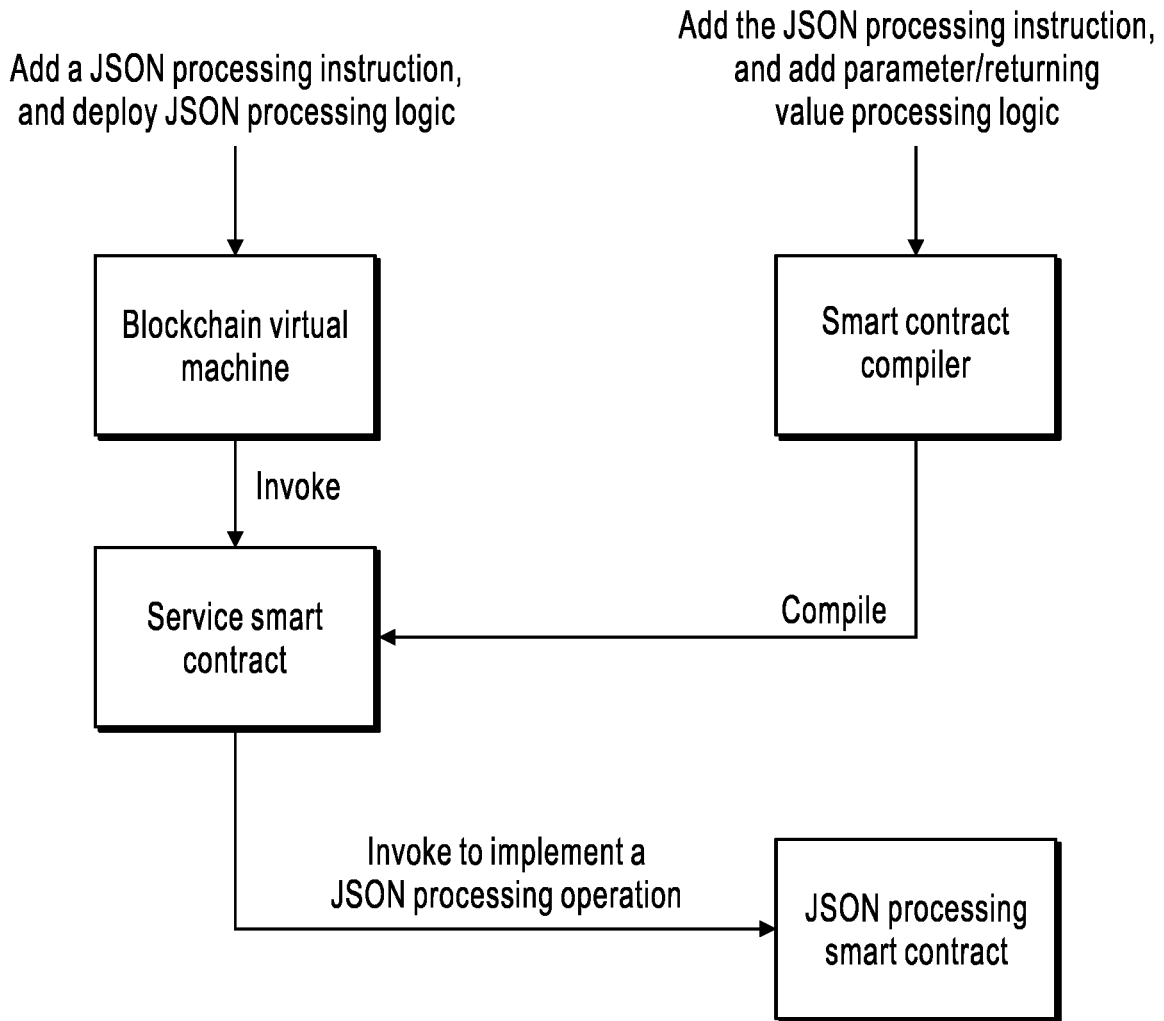 Add a JSON processing instruction,
and deploy JSON processing logic
Add the JSON processing instruction,
and add parameter/returning
value processing logic
Blockchain virtual
machine
Smart contract
compiler
Invoke
Service smart
contract
Compile
Invoke to implement a
JSON processing operation
JSON processing
smart contract